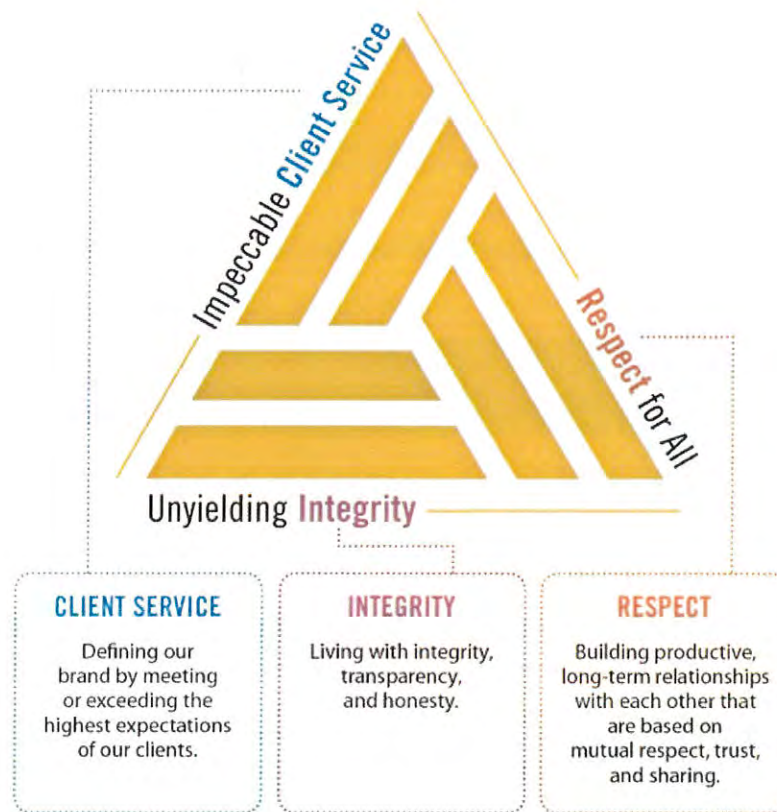 Impeccable Client Service
Respect for All
Unyielding Integrity
CLIENT SERVICE
Defining our
brand by meeting
or exceeding the
highest expectations
of our clients.
INTEGRITY
Living with integrity,
transparency,
and honesty.
RESPECT
Building productive,
long-term relationships
with each other that
are based on
mutual respect, trust,
and sharing.